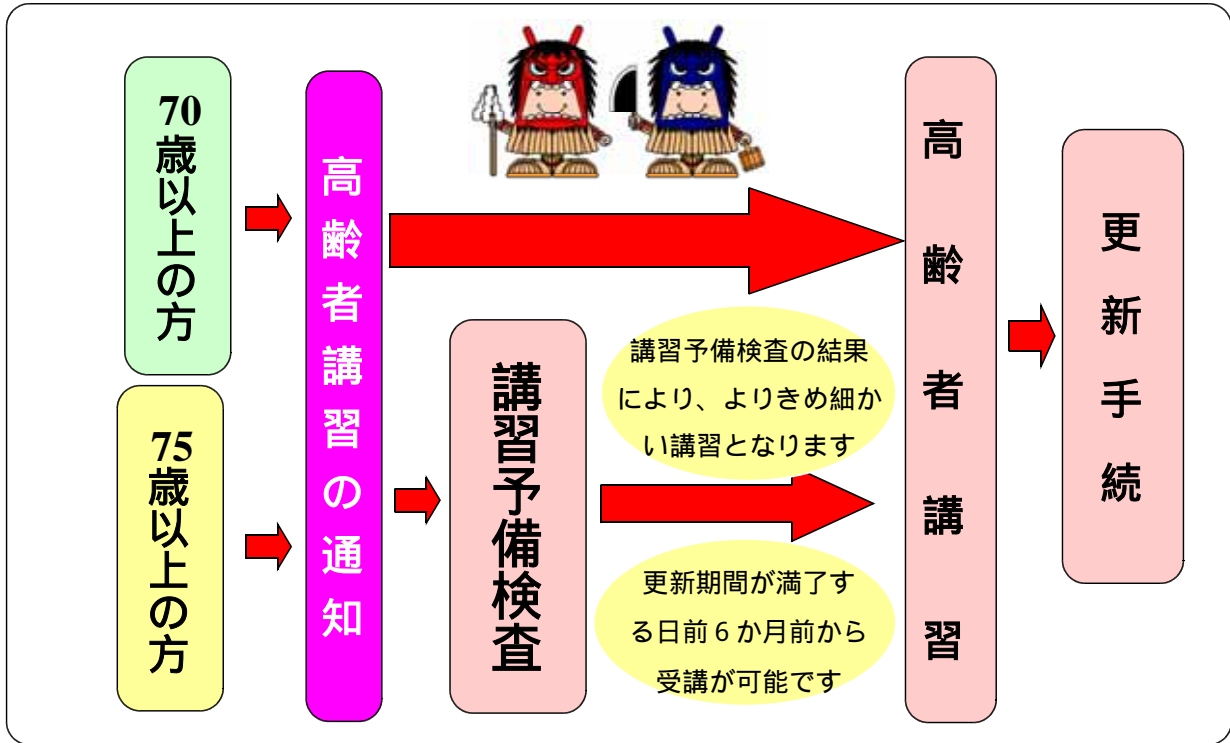 70歳以上の方
75歳以上の方
高齢者講習の通知
講習予備検査
講習予備検査の結果
により、よりきめ細か
い講習となります
更新期間が満了す
る日前６か月前から
受講が可能です
高齢者講習
更新手続